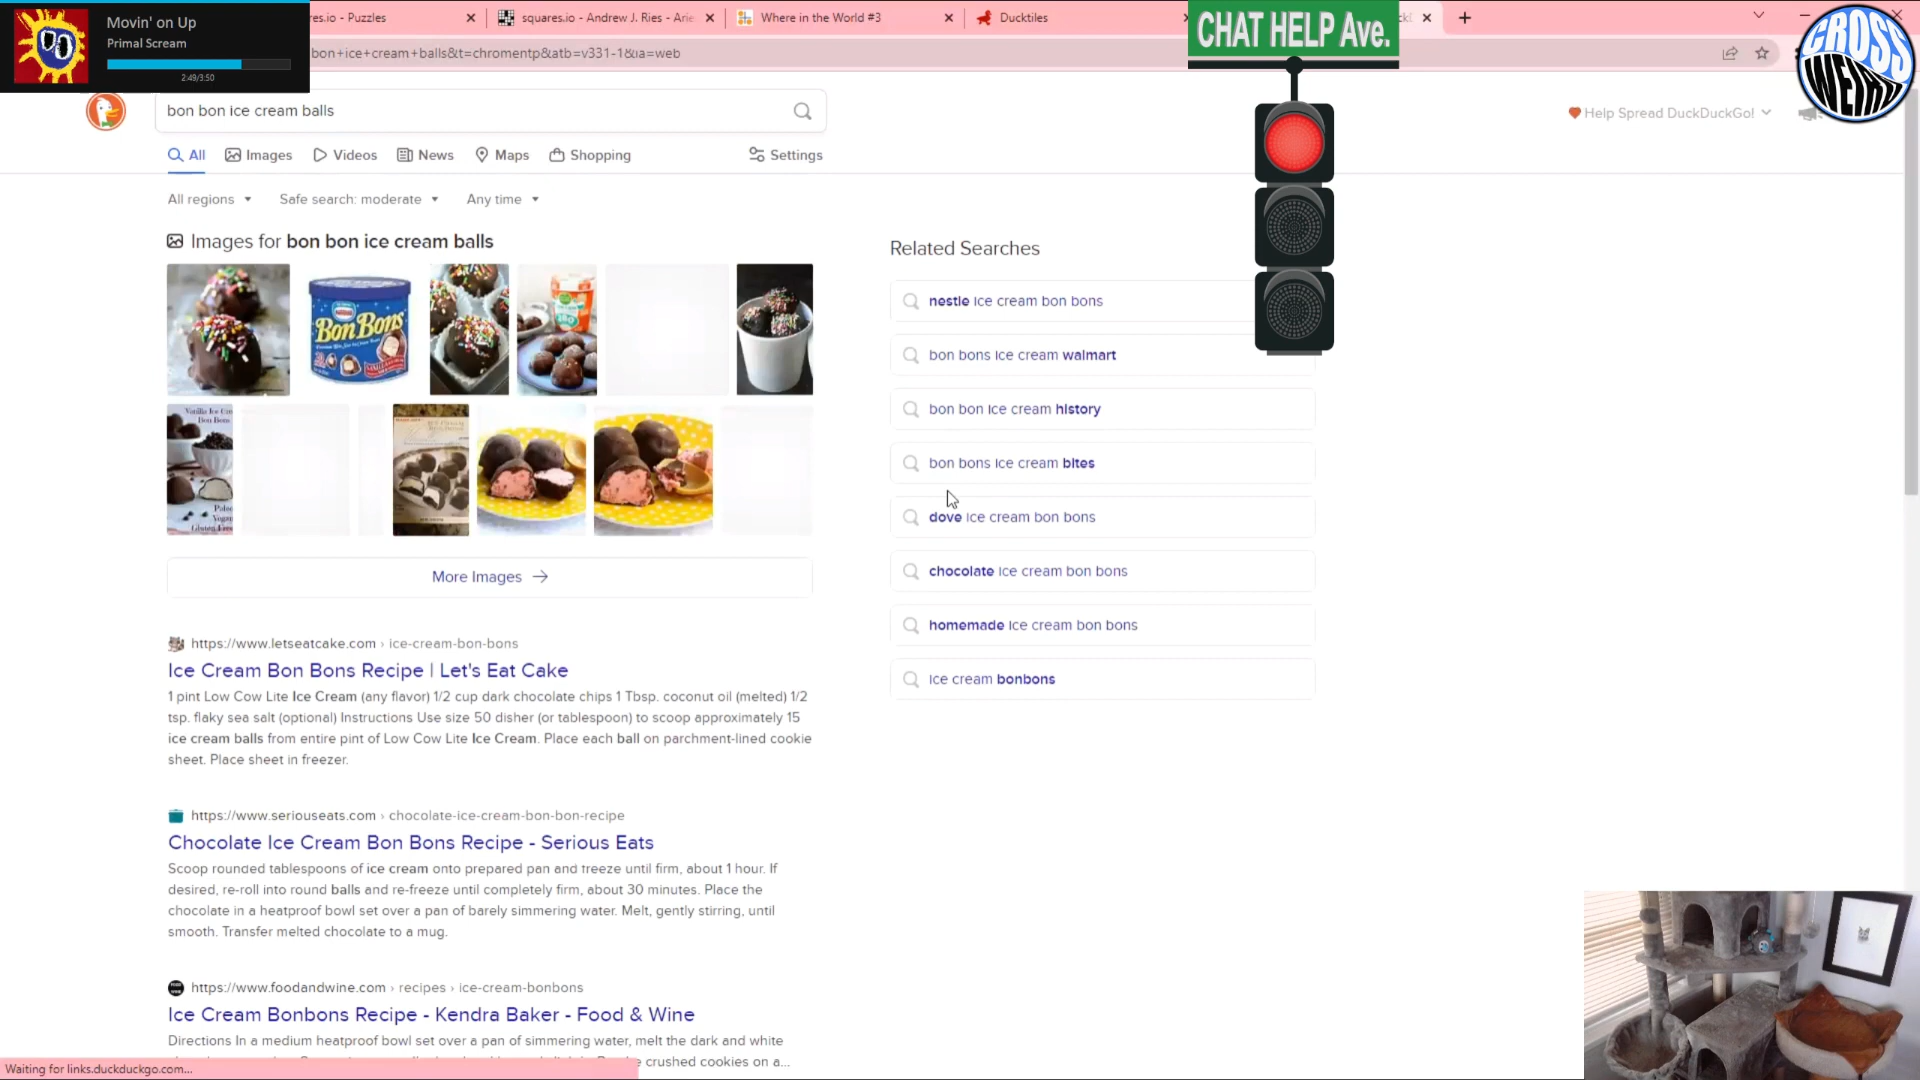 Movin' on Up
Primal Scream
2:49/3:50
res.io - Puzzles
squares.io - Andrew J. Ries - Arie
Where in the World #3
Ducktiles
CHAT HELP Ave.
CROSS
WEIRD
bon+ice+cream+balls&t=chromentp&atb=v331-1&ia=web
bon bon ice cream balls
Help Spread DuckDuckGo!
All
Images
Videos
News
Maps
Shopping
Settings
All regions
Safe search: moderate
Any time
Images for bon bon ice cream balls
Bon Bons
Vanilla Ice Cre
Bon Bons
Paleo
Vegan
Gluten Free
More Images
https://www.letseatcake.com › ice-cream-bon-bons
Ice Cream Bon Bons Recipe | Let's Eat Cake
1 pint Low Cow Lite Ice Cream (any flavor) 1/2 cup dark chocolate chips 1 Tbsp. coconut oil (melted) 1/2
tsp. flaky sea salt (optional) Instructions Use size 50 disher (or tablespoon) to scoop approximately 15
ice cream balls from entire pint of Low Cow Lite Ice Cream. Place each ball on parchment-lined cookie
sheet. Place sheet in freezer.
https://www.seriouseats.com › chocolate-ice-cream-bon-bon-recipe
Chocolate Ice Cream Bon Bons Recipe - Serious Eats
Scoop rounded tablespoons of ice cream onto prepared pan and freeze until firm, about 1 hour. If
desired, re-roll into round balls and re-freeze until completely firm, about 30 minutes. Place the
chocolate in a heatproof bowl set over a pan of barely simmering water. Melt, gently stirring, until
smooth. Transfer melted chocolate to a mug.
https://www.foodandwine.com › recipes › ice-cream-bonbons
Ice Cream Bonbons Recipe - Kendra Baker - Food & Wine
Directions In a medium heatproof bowl set over a pan of simmering water, melt the dark and white
crushed cookies on a...
Related Searches
nestle ice cream bon bons
bon bons ice cream walmart
bon bon ice cream history
bon bons ice cream bites
dove ice cream bon bons
chocolate ice cream bon bons
homemade ice cream bon bons
ice cream bonbons
Waiting for links.duckduckgo.com...